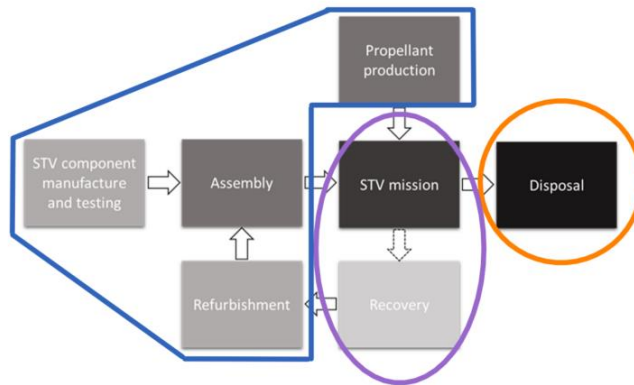 Propellant
production
STV component
manufacture
and testing
Assembly
STV mission
Disposal
Refurbishment
Recovery